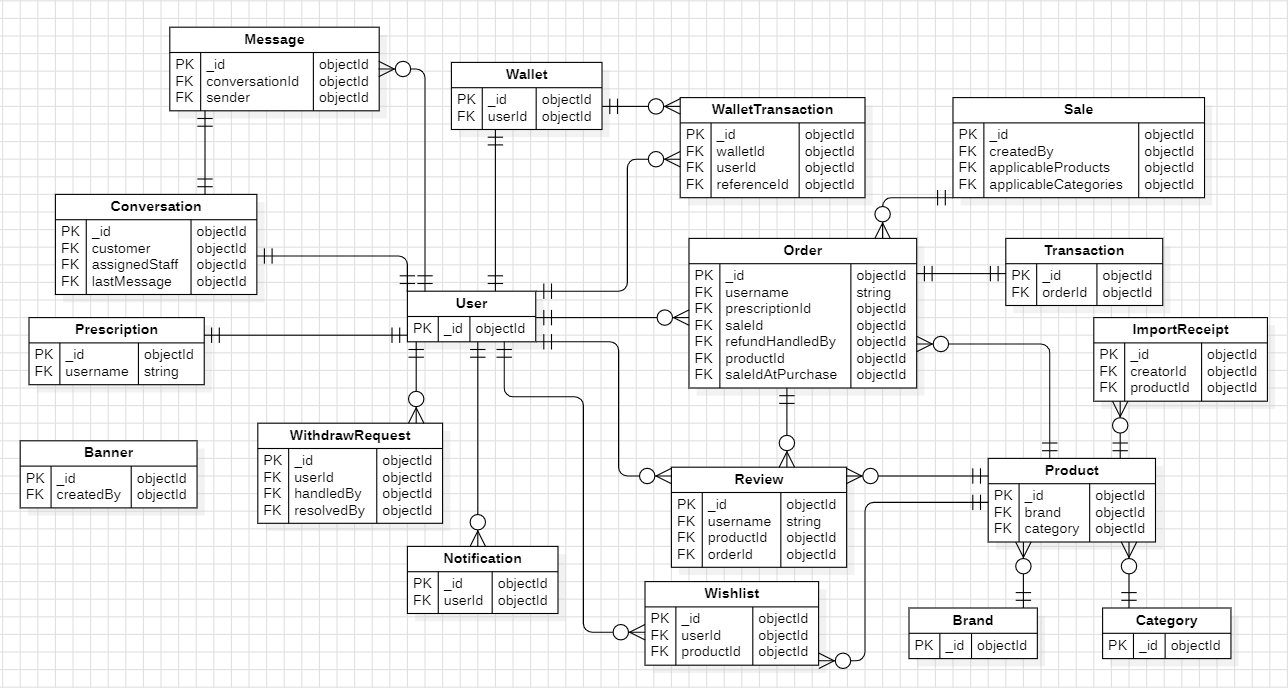 Message
PK _id objectId
FK conversationId objectId
FK sender objectId
Wallet
PK _id objectId
FK userId objectId
WalletTransaction
PK _id objectId
FK walletId objectId
FK userId objectId
FK referenceId objectId
Sale
PK _id objectId
FK createdBy objectId
FK applicableProducts objectId
FK applicableCategories objectId
Conversation
PK _id objectId
FK customer objectId
FK assignedStaff objectId
FK lastMessage objectId
Order
PK _id objectId
FK username string
FK prescriptionId objectId
FK saleId objectId
FK refundHandledBy objectId
FK productId objectId
FK saleIdAtPurchase objectId
Transaction
PK _id objectId
FK orderId objectId
User
PK _id objectId
Prescription
PK _id objectId
FK username string
ImportReceipt
PK _id objectId
FK creatorId objectId
FK productId objectId
Banner
PK _id objectId
FK createdBy objectId
WithdrawRequest
PK _id objectId
FK userId objectId
FK handledBy objectId
FK resolvedBy objectId
Review
PK _id objectId
FK username string
FK productId objectId
FK orderId objectId
Product
PK _id objectId
FK brand objectId
FK category objectId
Notification
PK _id objectId
FK userId objectId
Wishlist
PK _id objectId
FK userId objectId
FK productId objectId
Brand
PK _id objectId
Category
PK _id objectId